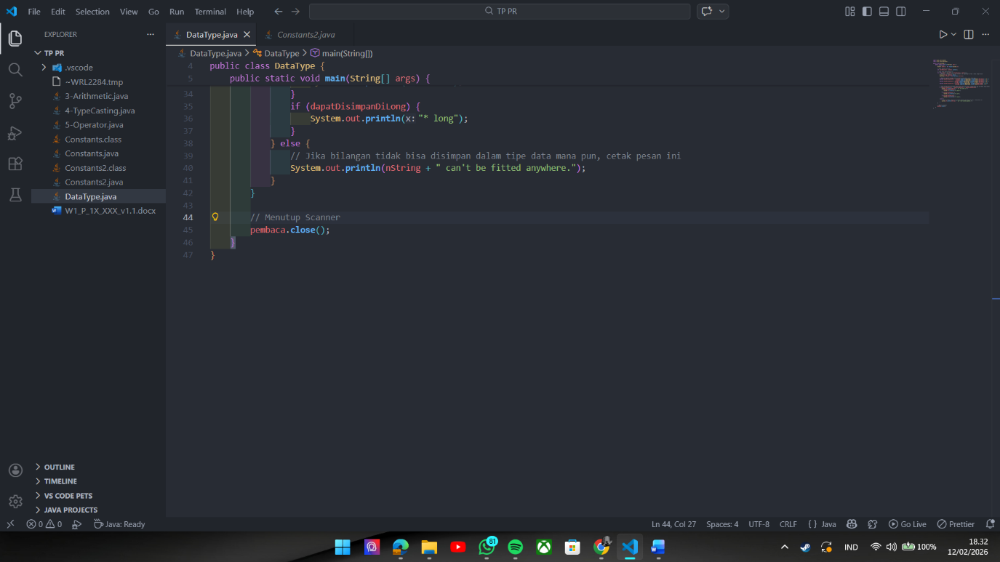 File Edit Selection View Go Run Terminal Help
TP PR
EXPLORER
TP PR
.vscode
~WRL2284.tmp
3-Arithmetic.java
4-TypeCasting.java
5-Operator.java
Constants.class
Constants.java
Constants2.class
Constants2.java
DataType.java
W1_P_1X_XXX_v1.1.docx
OUTLINE
TIMELINE
VS CODE PETS
JAVA PROJECTS
DataType.java Constants2.java
DataType.java > DataType > main(String[])
4 public class DataType {
5 public static void main(String[] args) {
34 }
35 if (dapatDisimpanDiLong) {
36 System.out.println(x: "* long");
37 }
38 } else {
39 // Jika bilangan tidak bisa disimpan dalam tipe data mana pun, cetak pesan ini
40 System.out.println(nString + " can't be fitted anywhere.");
41 }
42 }
43
44 // Menutup Scanner
45 pembaca.close();
46 }
47 }
0 0 Java: Ready
Ln 44, Col 27 Spaces: 4 UTF-8 CRLF { } Java Go Live Prettier
81
IND 100%
18.32
12/02/2026